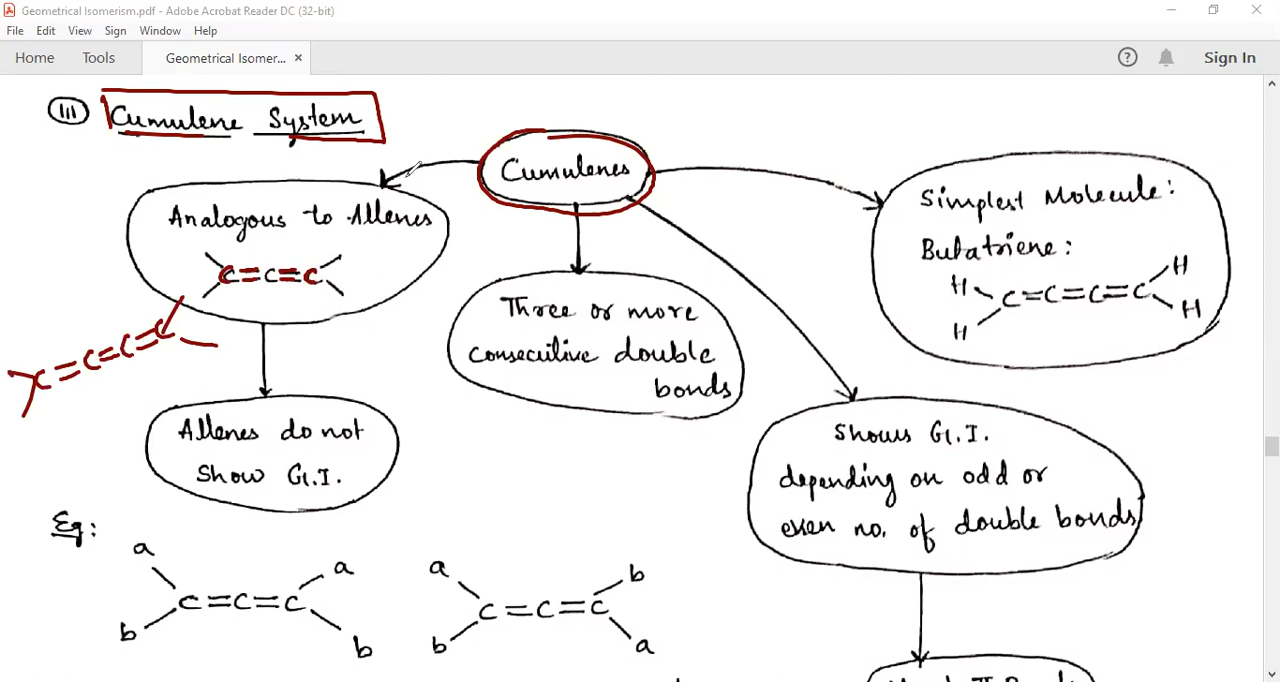 Geometrical Isomerism.pdf - Adobe Acrobat Reader DC (32-bit)
File Edit View Sign Window Help
Home Tools Geometrical Isomer... × ? Sign In
III Cumulene System
Cumulenes
Analogous to Allenes
C=C=C
C=C=C=C
Allenes do not
Show G.I.
Three or more
consecutive double
bonds
Simplest Molecule:
Butatriene:
H H
C=C=C=C
H H
Shows G.I.
depending on odd or
even no. of double bonds
Eg:
a a
C=C=C
b b
a b
C=C=C
b a